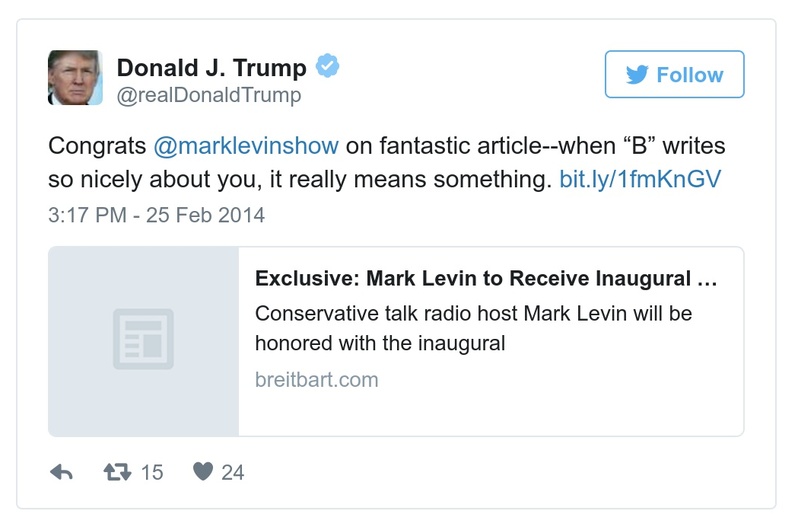 Donald J. Trump
@realDonaldTrump
Follow
Congrats @marklevinshow on fantastic article--when “B” writes
so nicely about you, it really means something. bit.ly/1fmKnGV
3:17 PM - 25 Feb 2014
Exclusive: Mark Levin to Receive Inaugural ...
Conservative talk radio host Mark Levin will be
honored with the inaugural
breitbart.com
15
24